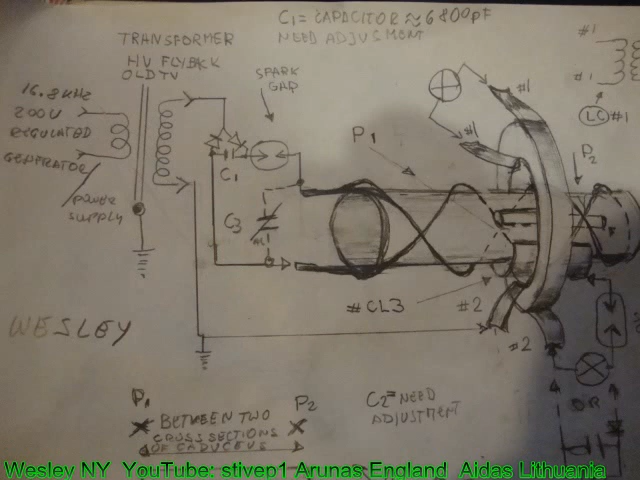 C1 = CAPACITOR ≈ 6800pF
NEED ADJUSMENT
TRANSFORMER
HV FLYBACK
OLD TV
SPARK
GAP
16.8 KHZ
200V
REGULATED
GENERATOR
POWER
SUPPLY
C1
C3
P1
P2
#1
#1
#1
#1
LC #1
#CL3
#2
#2
OR
WESLEY
P1
P2
BETWEEN TWO
CROSS SECTIONS
OF CADUCEUS
C2 = NEED
ADJUSTMENT
Wesley NY YouTube: stivep1 Arunas England Aidas Lithuania